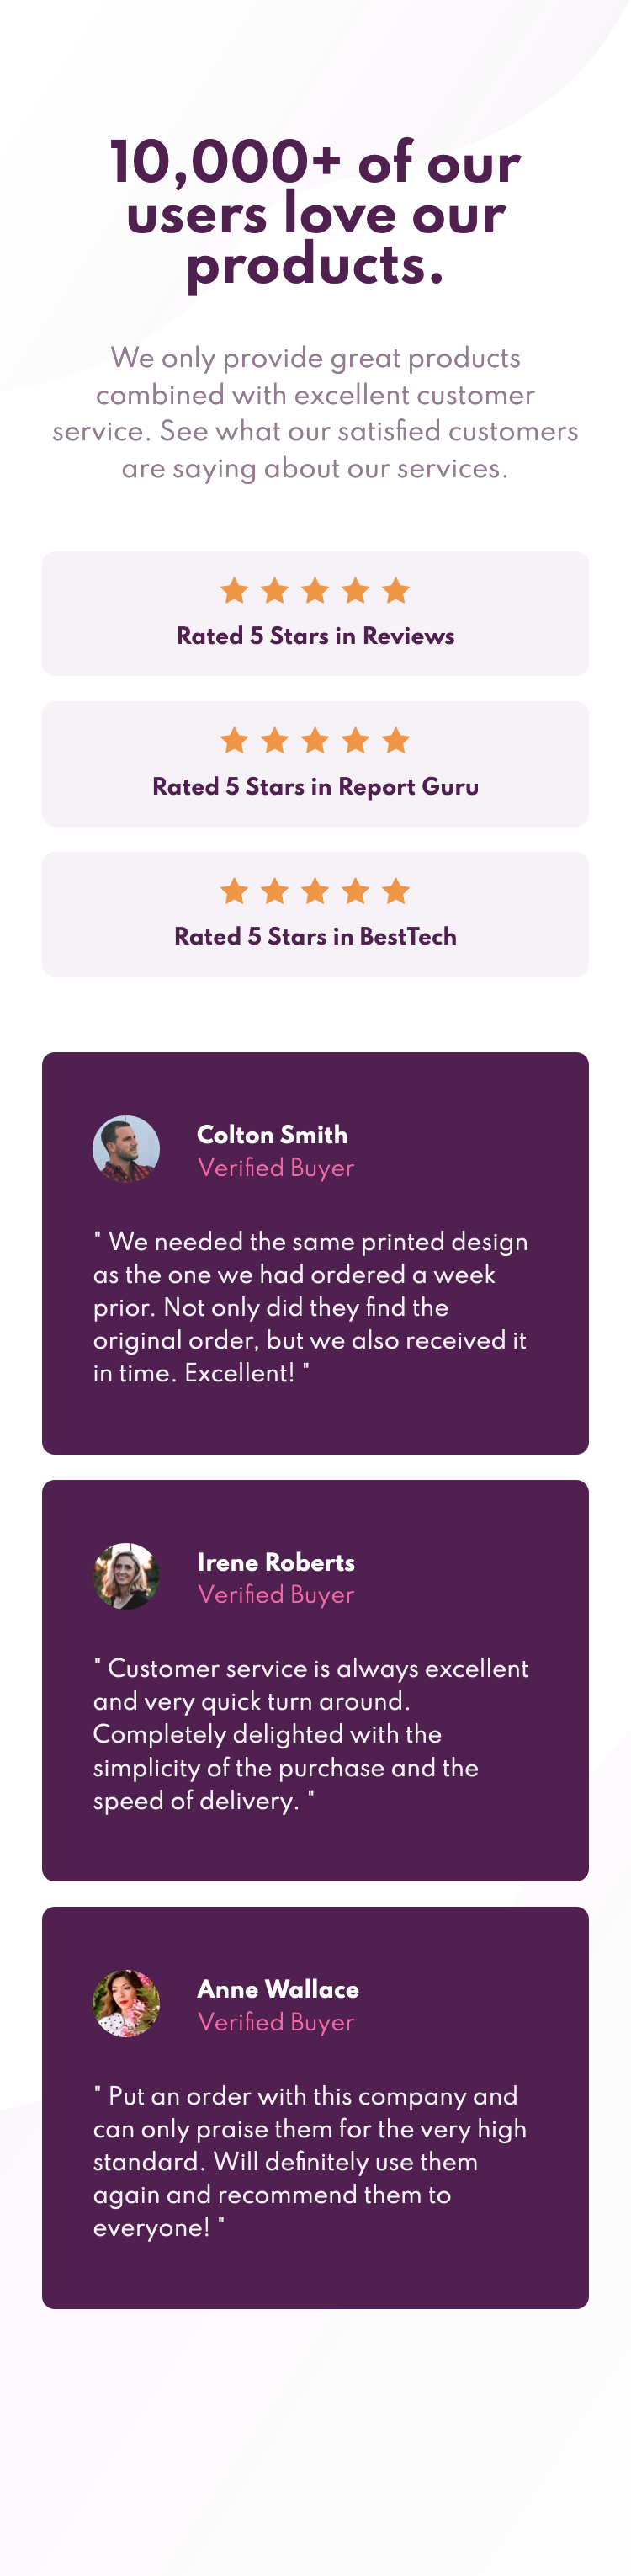 10,000+ of our
users love our
products.
We only provide great products
combined with excellent customer
service. See what our satisfied customers
are saying about our services.
Rated 5 Stars in Reviews
Rated 5 Stars in Report Guru
Rated 5 Stars in BestTech
Colton Smith
Verified Buyer
" We needed the same printed design
as the one we had ordered a week
prior. Not only did they find the
original order, but we also received it
in time. Excellent! "
Irene Roberts
Verified Buyer
" Customer service is always excellent
and very quick turn around.
Completely delighted with the
simplicity of the purchase and the
speed of delivery. "
Anne Wallace
Verified Buyer
" Put an order with this company and
can only praise them for the very high
standard. Will definitely use them
again and recommend them to
everyone! "